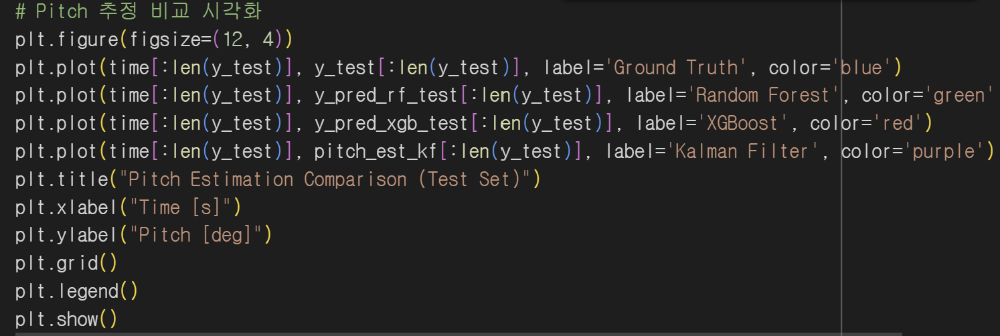 # Pitch 추정 비교 시각화
plt.figure(figsize=(12, 4))
plt.plot(time[:len(y_test)], y_test[:len(y_test)], label='Ground Truth', color='blue')
plt.plot(time[:len(y_test)], y_pred_rf_test[:len(y_test)], label='Random Forest', color='green'
plt.plot(time[:len(y_test)], y_pred_xgb_test[:len(y_test)], label='XGBoost', color='red')
plt.plot(time[:len(y_test)], pitch_est_kf[:len(y_test)], label='Kalman Filter', color='purple')
plt.title("Pitch Estimation Comparison (Test Set)")
plt.xlabel("Time [s]")
plt.ylabel("Pitch [deg]")
plt.grid()
plt.legend()
plt.show()